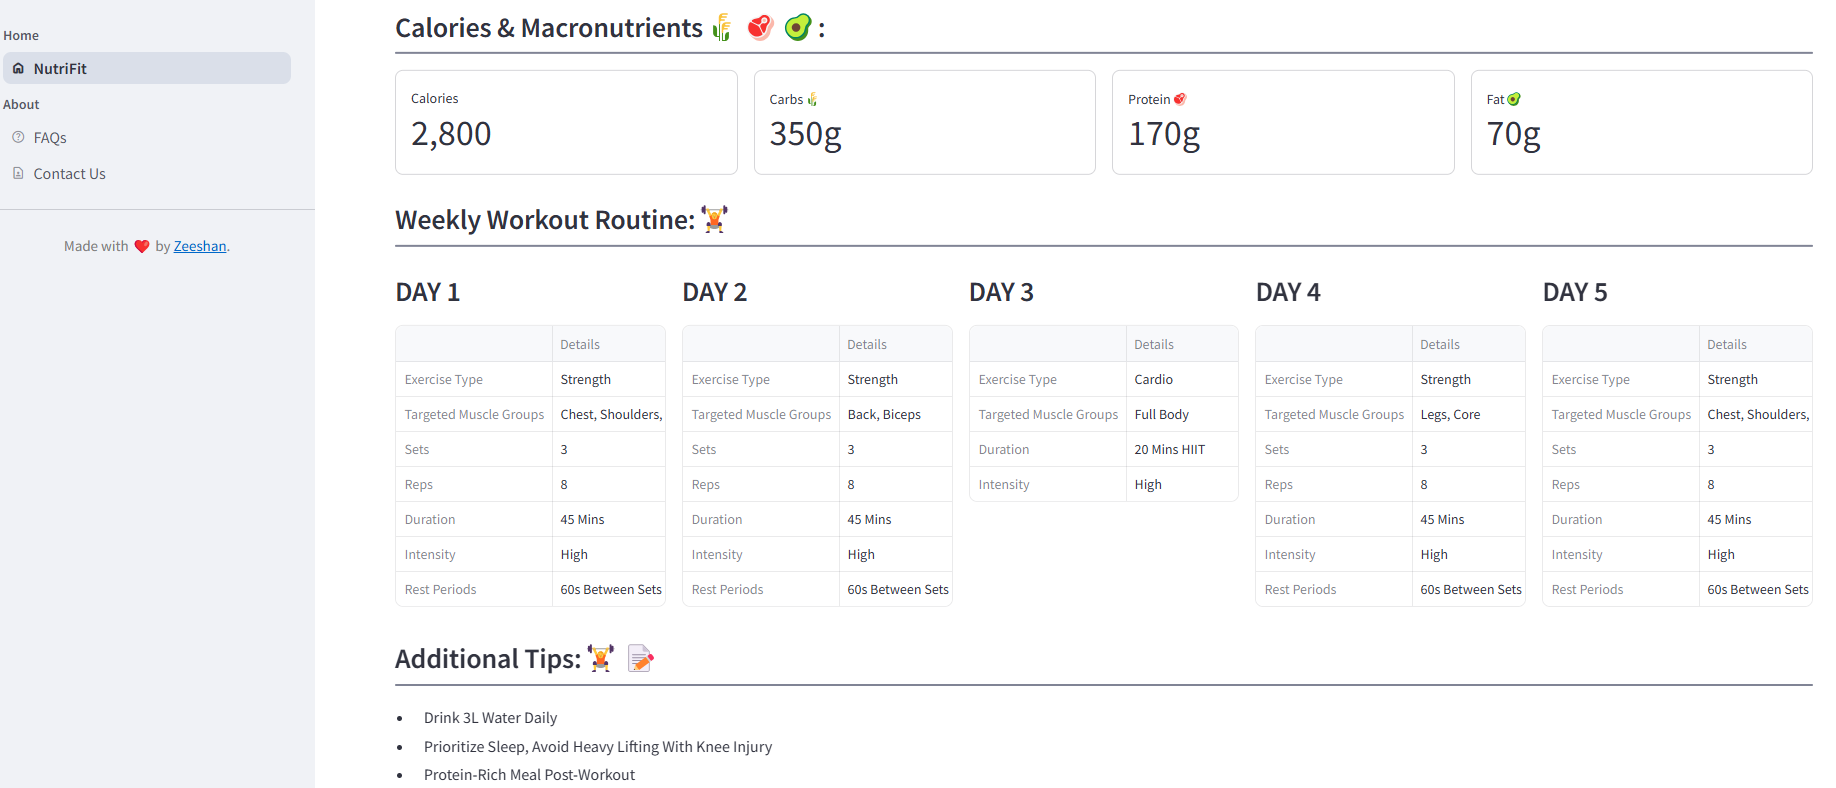 Home
NutriFit
About
FAQs
Contact Us
Made with ❤️ by Zeeshan.
Calories & Macronutrients 🌾 🥩 🥑 :
Calories
2,800
Carbs 🌾
350g
Protein 🥩
170g
Fat 🥑
70g
Weekly Workout Routine: 🏋️
DAY 1
Details
Exercise Type Strength
Targeted Muscle Groups Chest, Shoulders,
Sets 3
Reps 8
Duration 45 Mins
Intensity High
Rest Periods 60s Between Sets
DAY 2
Details
Exercise Type Strength
Targeted Muscle Groups Back, Biceps
Sets 3
Reps 8
Duration 45 Mins
Intensity High
Rest Periods 60s Between Sets
DAY 3
Details
Exercise Type Cardio
Targeted Muscle Groups Full Body
Duration 20 Mins HIIT
Intensity High
DAY 4
Details
Exercise Type Strength
Targeted Muscle Groups Legs, Core
Sets 3
Reps 8
Duration 45 Mins
Intensity High
Rest Periods 60s Between Sets
DAY 5
Details
Exercise Type Strength
Targeted Muscle Groups Chest, Shoulders,
Sets 3
Reps 8
Duration 45 Mins
Intensity High
Rest Periods 60s Between Sets
Additional Tips: 🏋️ 📝
• Drink 3L Water Daily
• Prioritize Sleep, Avoid Heavy Lifting With Knee Injury
• Protein-Rich Meal Post-Workout